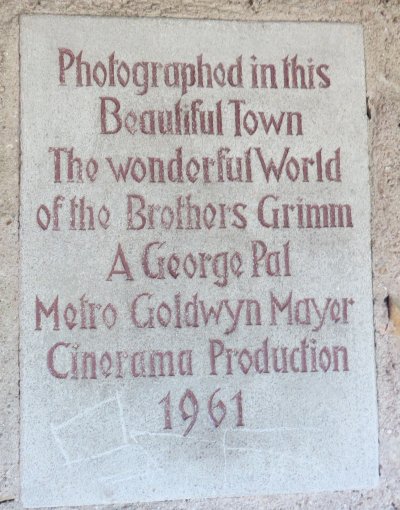 Photographed in this
Beautiful Town
The wonderful World
of the Brothers Grimm
A George Pal
Metro Goldwyn Mayer
Cinerama Production
1961